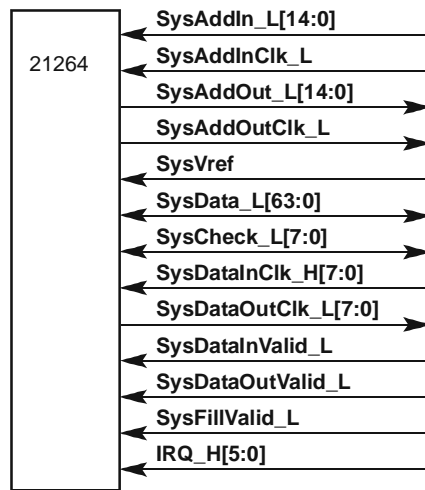 SysAddIn_L[14:0]
21264
SysAddInClk_L
SysAddOut_L[14:0]
SysAddOutClk_L
SysVref
SysData_L[63:0]
SysCheck_L[7:0]
SysDataInClk_H[7:0]
SysDataOutClk_L[7:0]
SysDataInValid_L
SysDataOutValid_L
SysFillValid_L
IRQ_H[5:0]